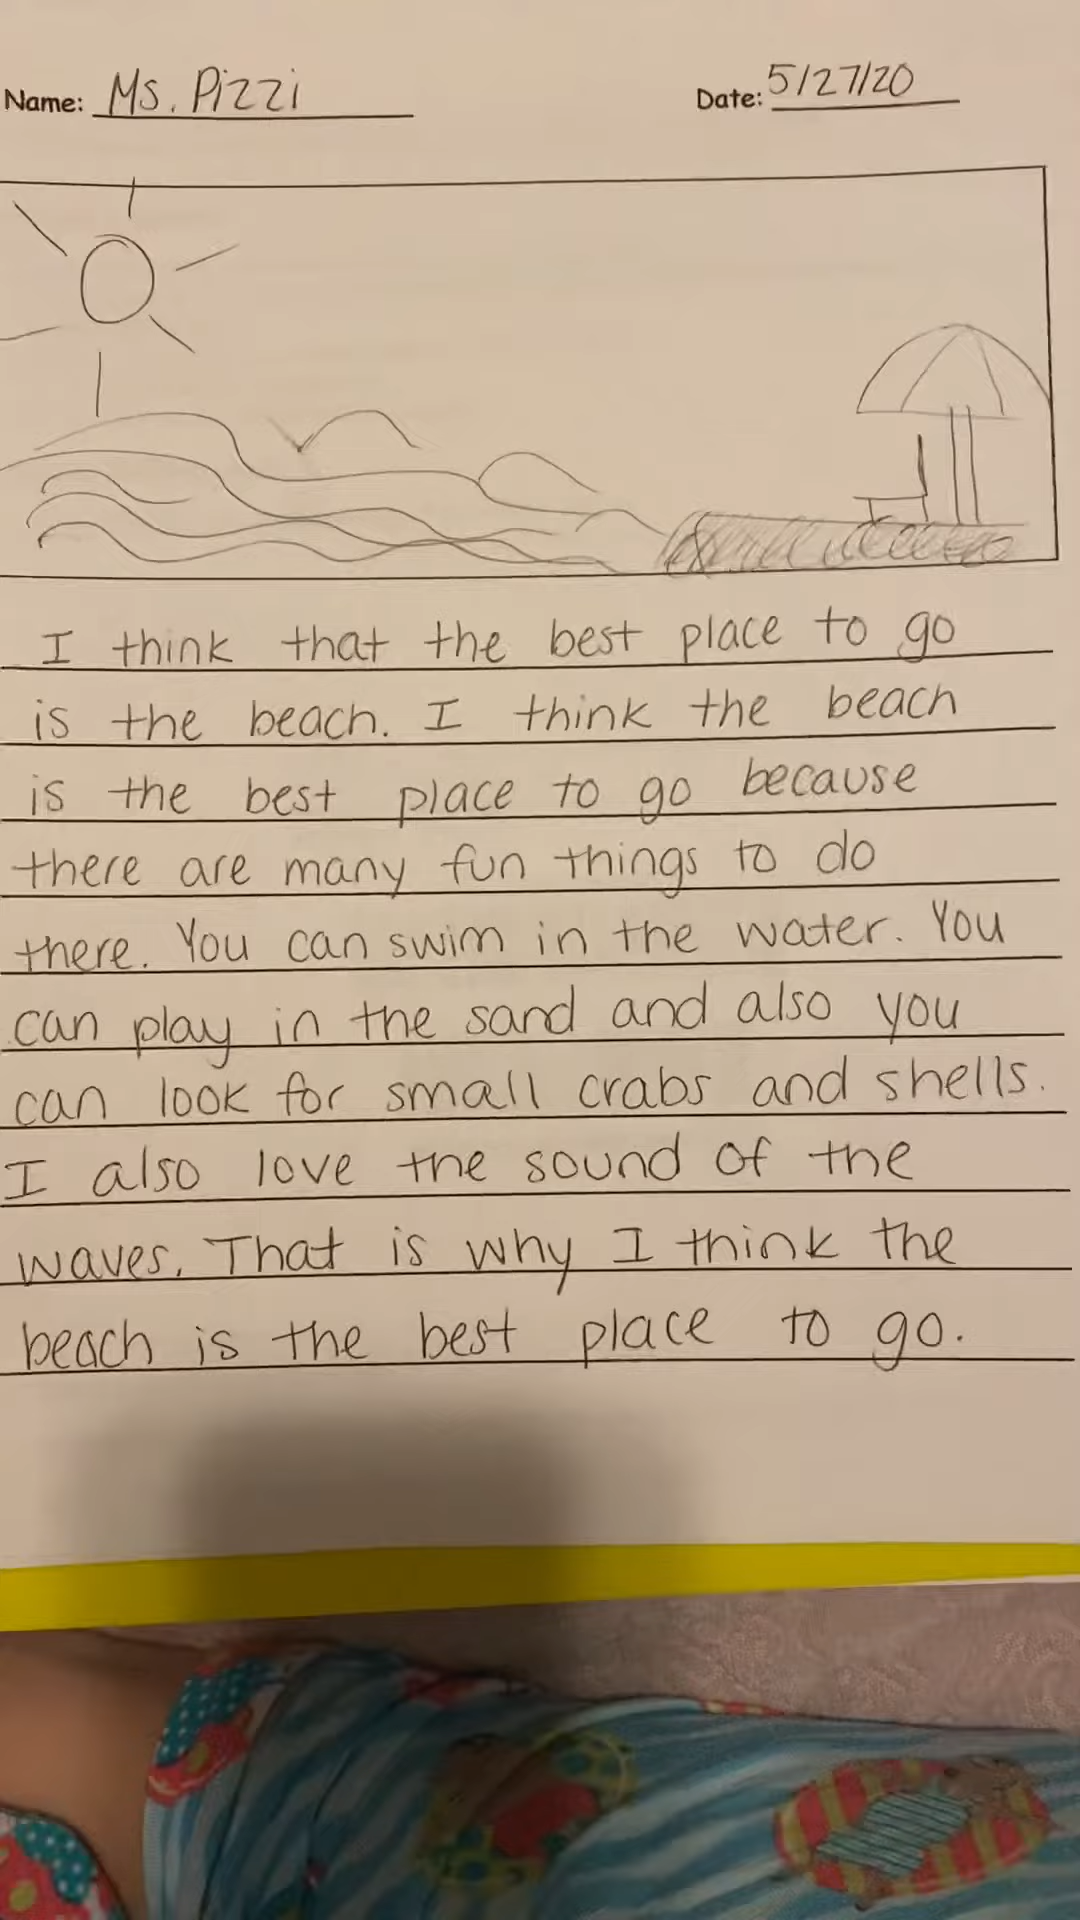 Name: Ms. Pizzi
Date: 5/27/20
I think that the best place to go
is the beach. I think the beach
is the best place to go because
there are many fun things to do
there. You can swim in the water. You
can play in the sand and also you
can look for small crabs and shells.
I also love the sound of the
waves. That is why I think the
beach is the best place to go.